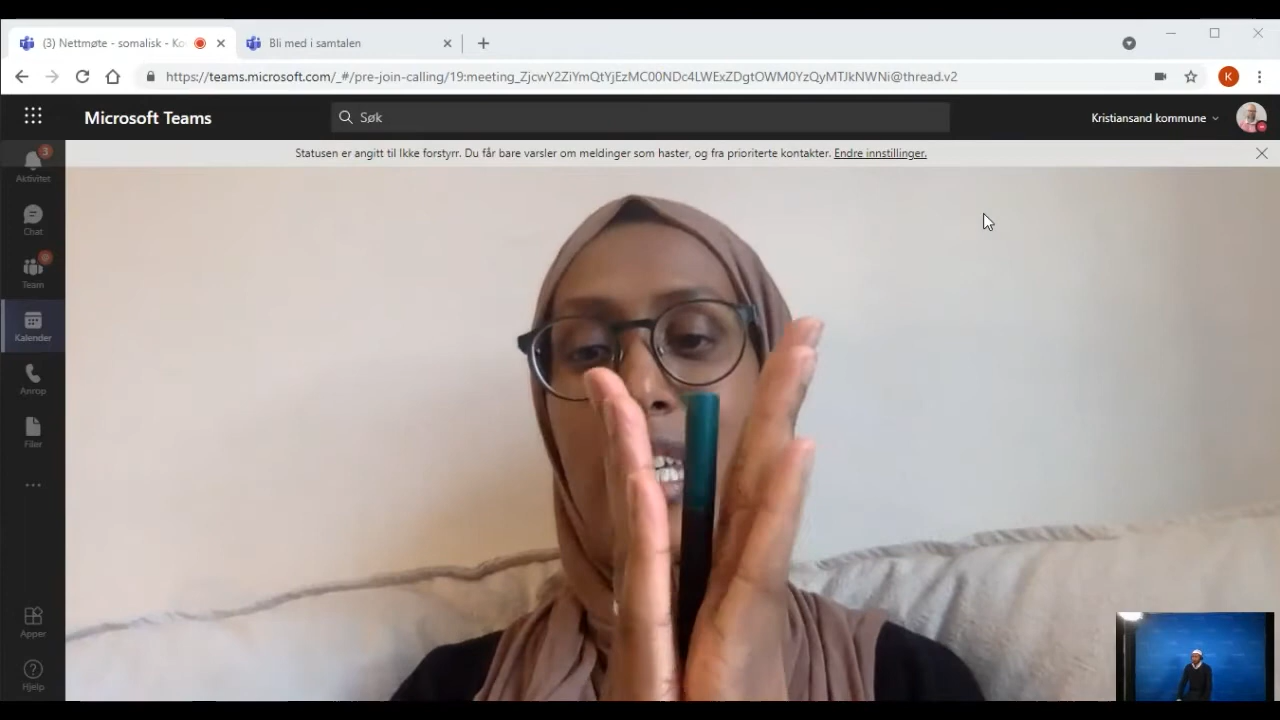 (3) Nettmøte - somalisk - Ko
Bli med i samtalen
https://teams.microsoft.com/_#/pre-join-calling/19:meeting_ZjcwY2ZiYmQtYjEzMC00NDc4LWExZDgtOWM0YzQyMTJkNWNi@thread.v2
K
Microsoft Teams
Søk
Kristiansand kommune
Statusen er angitt til Ikke forstyrr. Du får bare varsler om meldinger som haster, og fra prioriterte kontakter. Endre innstillinger.
3
Aktivitet
Chat
Team
Kalender
Anrop
Filer
Apper
Hjelp